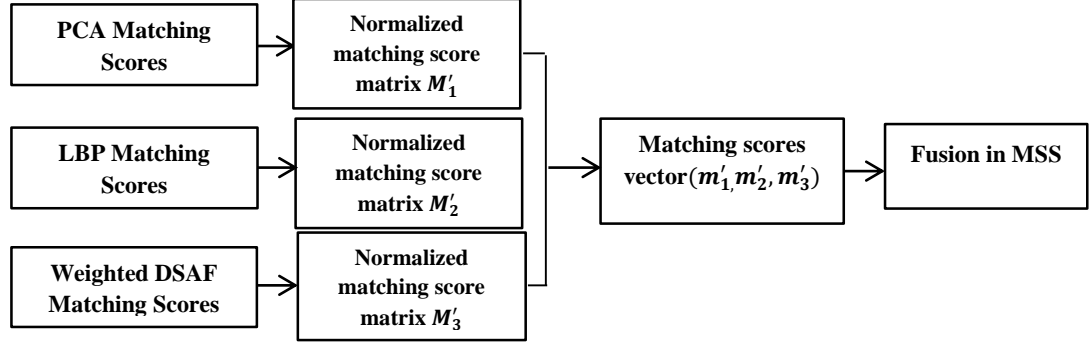 PCA Matching
Scores
Normalized
matching score
matrix M′₁
LBP Matching
Scores
Normalized
matching score
matrix M′₂
Weighted DSAF
Matching Scores
Normalized
matching score
matrix M′₃
Matching scores
vector(m′₁,m′₂,m′₃)
Fusion in MSS